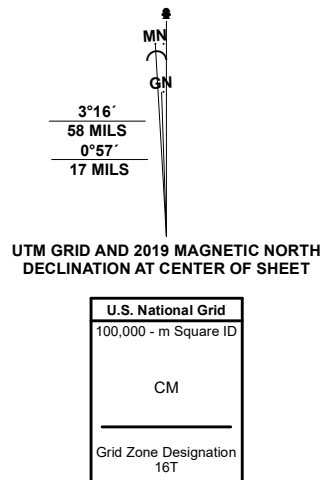 MN
GN
3°16´
58 MILS
0°57´
17 MILS
UTM GRID AND 2019 MAGNETIC NORTH
DECLINATION AT CENTER OF SHEET
U.S. National Grid
100,000 - m Square ID
CM
Grid Zone Designation
16T